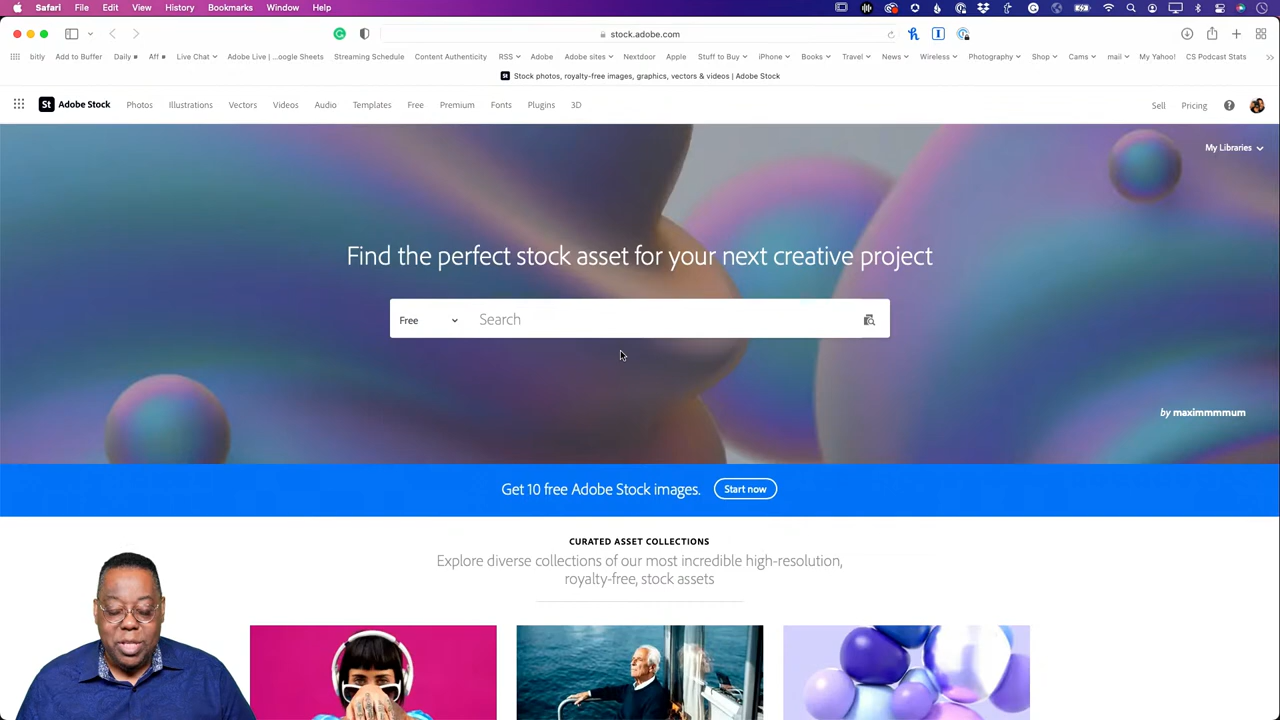 Safari File Edit View History Bookmarks Window Help
stock.adobe.com
bitly Add to Buffer Daily Aff Live Chat Adobe Live | ...oogle Sheets Streaming Schedule Content Authenticity RSS Adobe Adobe sites Nextdoor Apple Stuff to Buy iPhone Books Travel News Wireless Photography Shop Cams mail My Yahoo! CS Podcast Stats
Stock photos, royalty-free images, graphics, vectors & videos | Adobe Stock
St Adobe Stock Photos Illustrations Vectors Videos Audio Templates Free Premium Fonts Plugins 3D Sell Pricing
My Libraries
Find the perfect stock asset for your next creative project
Free Search
by maximmmmum
Get 10 free Adobe Stock images. Start now
CURATED ASSET COLLECTIONS
Explore diverse collections of our most incredible high-resolution,
royalty-free, stock assets